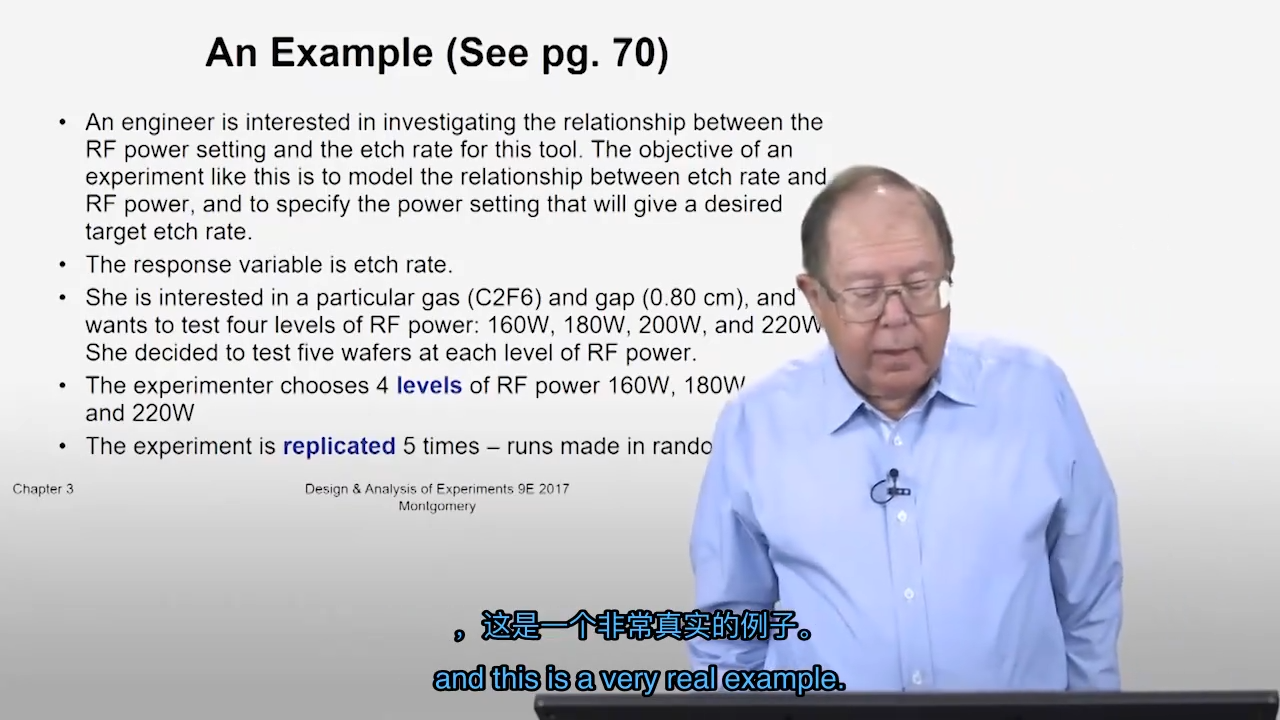 An Example (See pg. 70)
• An engineer is interested in investigating the relationship between the
RF power setting and the etch rate for this tool. The objective of an
experiment like this is to model the relationship between etch rate and
RF power, and to specify the power setting that will give a desired
target etch rate.
• The response variable is etch rate.
• She is interested in a particular gas (C2F6) and gap (0.80 cm), and
wants to test four levels of RF power: 160W, 180W, 200W, and 220W
She decided to test five wafers at each level of RF power.
• The experimenter chooses 4 levels of RF power 160W, 180W
and 220W
• The experiment is replicated 5 times – runs made in
Chapter 3
Design & Analysis of Experiments 9E 2017
Montgomery
，这是一个非常真实的例子。
and this is a very real example.